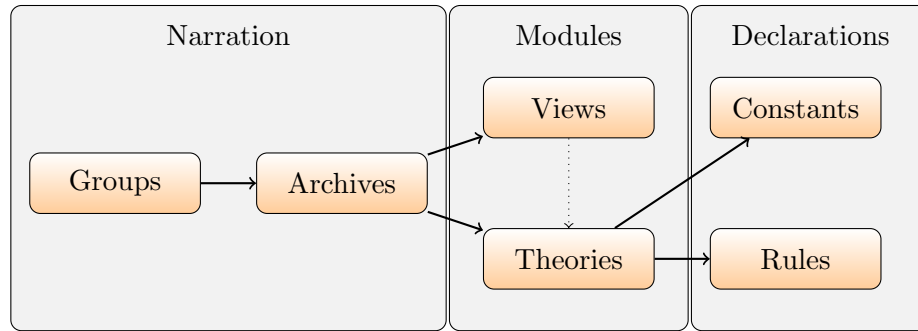 Narration
Modules
Declarations
Views
Constants
Groups
Archives
Theories
Rules